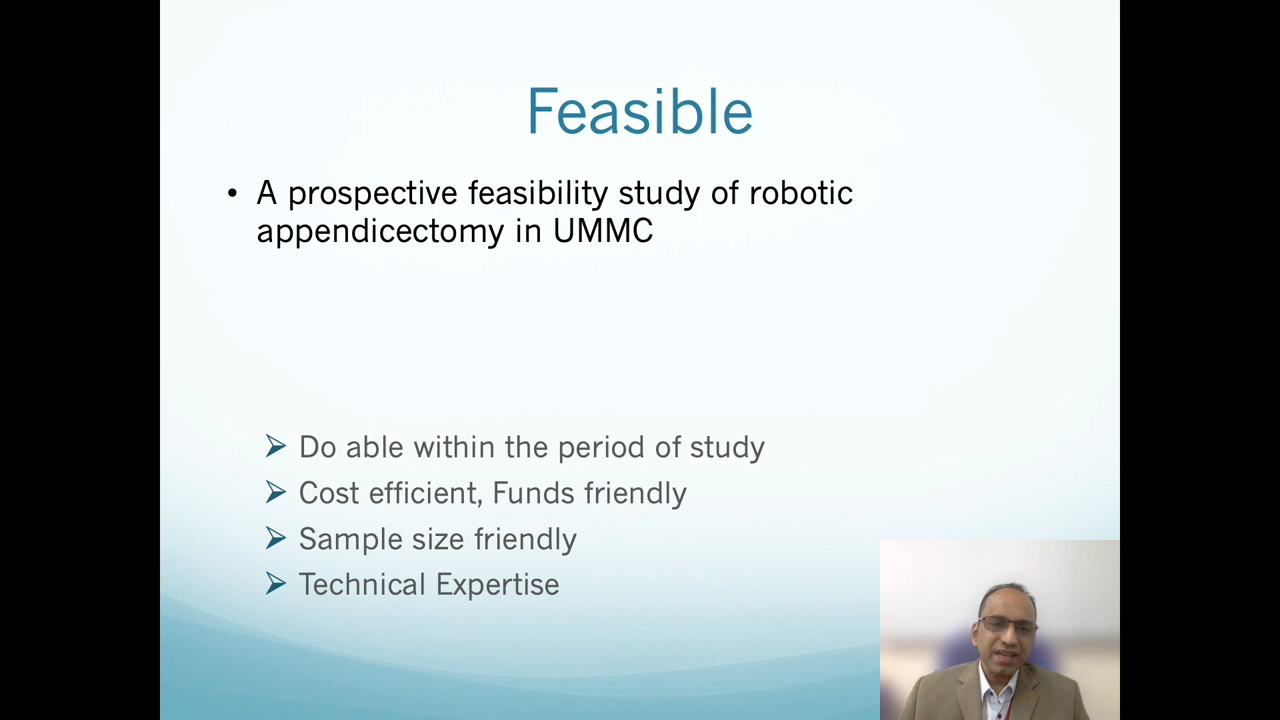 Feasible
• A prospective feasibility study of robotic
appendicectomy in UMMC
➢ Do able within the period of study
➢ Cost efficient, Funds friendly
➢ Sample size friendly
➢ Technical Expertise